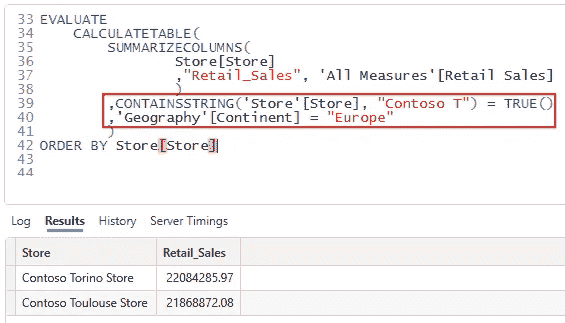 33 EVALUATE
34 CALCULATETABLE(
35 SUMMARIZECOLUMNS(
36 Store[Store]
37 ,"Retail_Sales", 'All Measures'[Retail Sales]
38 )
39 ,CONTAINSSTRING('Store'[Store], "Contoso T") = TRUE()
40 ,'Geography'[Continent] = "Europe"
41 )
42 ORDER BY Store[Store]
43
44
Log Results History Server Timings
Store Retail_Sales
Contoso Torino Store 22084285.97
Contoso Toulouse Store 21868872.08